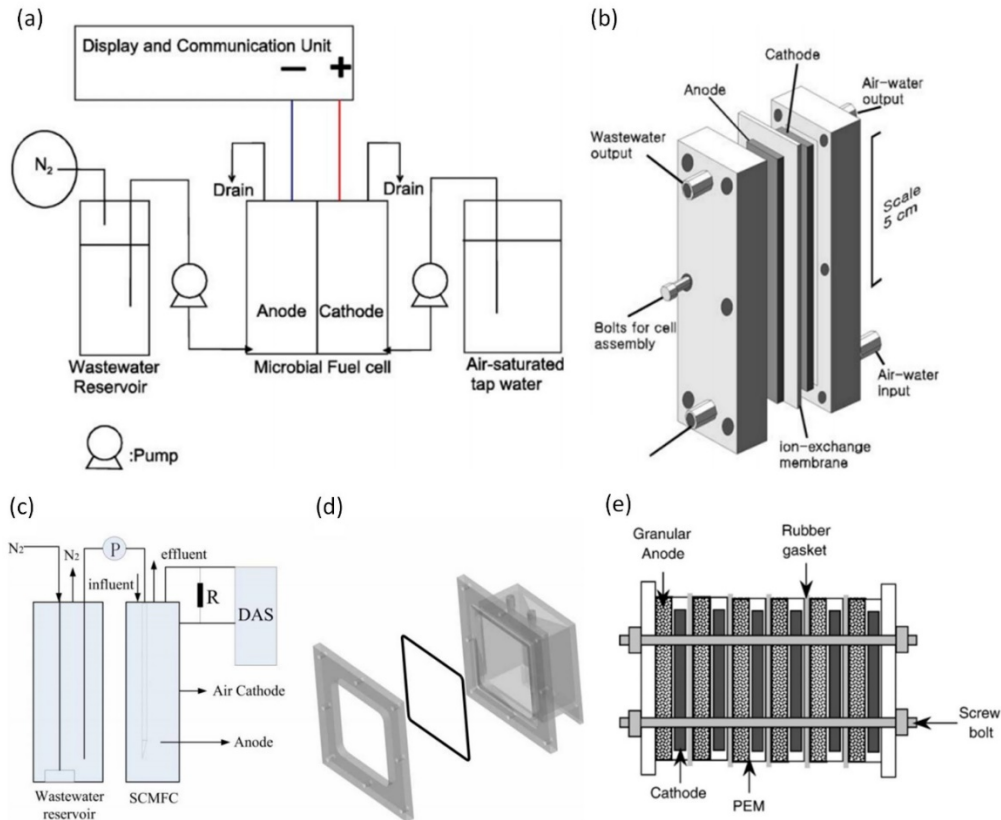 (a)
Display and Communication Unit
− +
N2
Drain
Drain
Anode
Cathode
Wastewater
Reservoir
Microbial Fuel cell
Air-saturated
tap water
:Pump
(b)
Cathode
Anode
Air-water
output
Wastewater
output
Scale
5 cm
Bolts for cell
assembly
Air-water
input
ion-exchange
membrane
(c)
N2
N2
P
effluent
influent
R
DAS
Air Cathode
Anode
Wastewater
reservoir
SCMFC
(d)
(e)
Granular
Anode
Rubber
gasket
Screw
bolt
Cathode
PEM